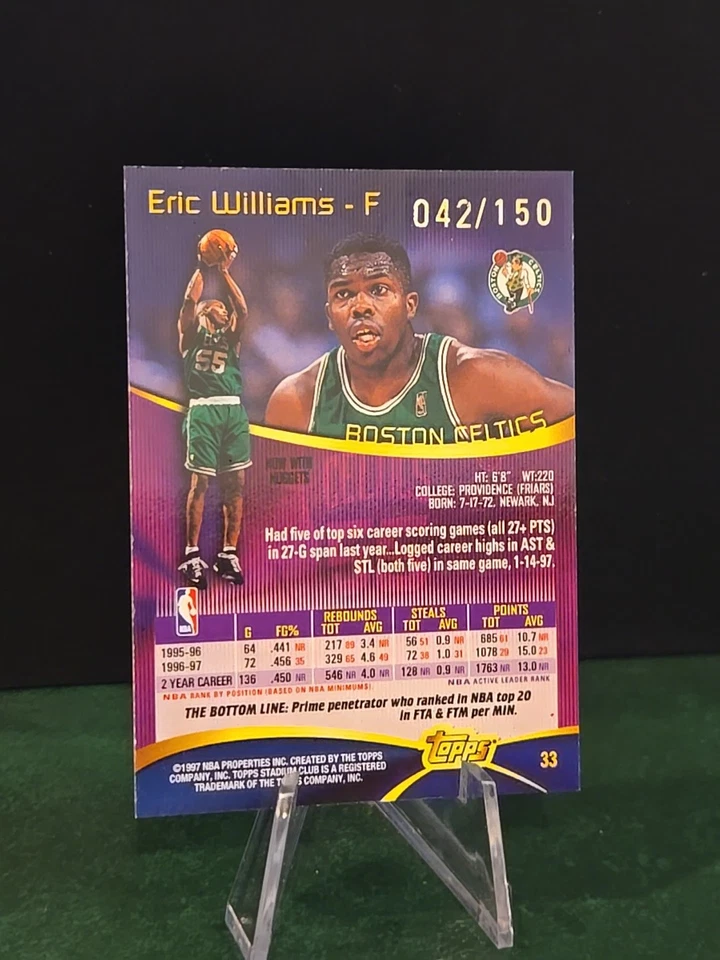 Eric Williams - F
042/150
BOSTON CELTICS
55
BOSTON CELTICS
NOW WITH
NUGGETS
HT: 6'8" WT:220
COLLEGE: PROVIDENCE (FRIARS)
BORN: 7-17-72, NEWARK, NJ
Had five of top six career scoring games (all 27+ PTS)
in 27-G span last year...Logged career highs in AST &
STL (both five) in same game, 1-14-97.
NBA
REBOUNDS STEALS POINTS
G FG% TOT AVG TOT AVG TOT AVG
1995-96 64 .441 NR 217 89 3.4 NR 56 51 0.9 NR 685 61 10.7 NR
1996-97 72 .456 35 329 65 4.6 49 72 38 1.0 31 1078 29 15.0 23
2 YEAR CAREER 136 .450 NR 546 NR 4.0 NR 128 NR 0.9 NR 1763 NR 13.0 NR
NBA RANK BY POSITION (BASED ON NBA MINIMUMS). NBA ACTIVE LEADER RANK
THE BOTTOM LINE: Prime penetrator who ranked in NBA top 20
in FTA & FTM per MIN.
©1997 NBA PROPERTIES INC. CREATED BY THE TOPPS
COMPANY, INC. TOPPS STADIUM CLUB IS A REGISTERED
TRADEMARK OF THE TOPPS COMPANY, INC.
Topps
33